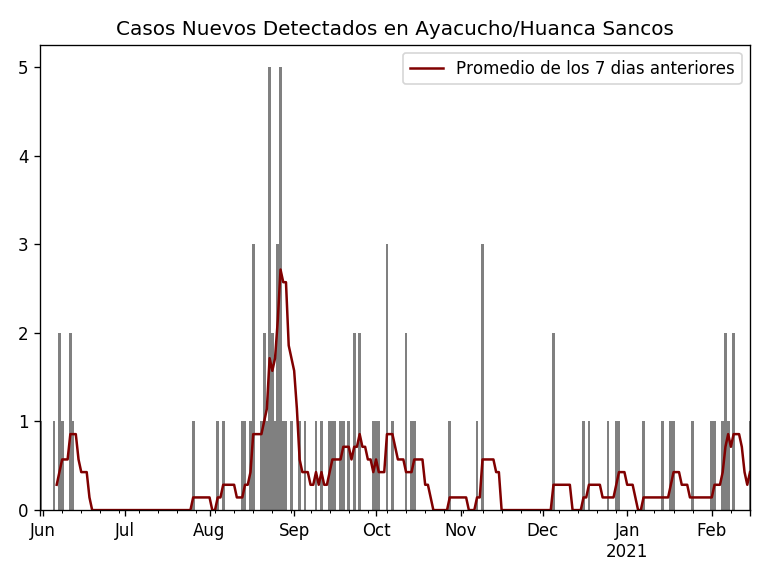 Casos Nuevos Detectados en Ayacucho/Huanca Sancos
Promedio de los 7 dias anteriores
5
4
3
2
1
0
Jun Jul Aug Sep Oct Nov Dec Jan Feb
2021